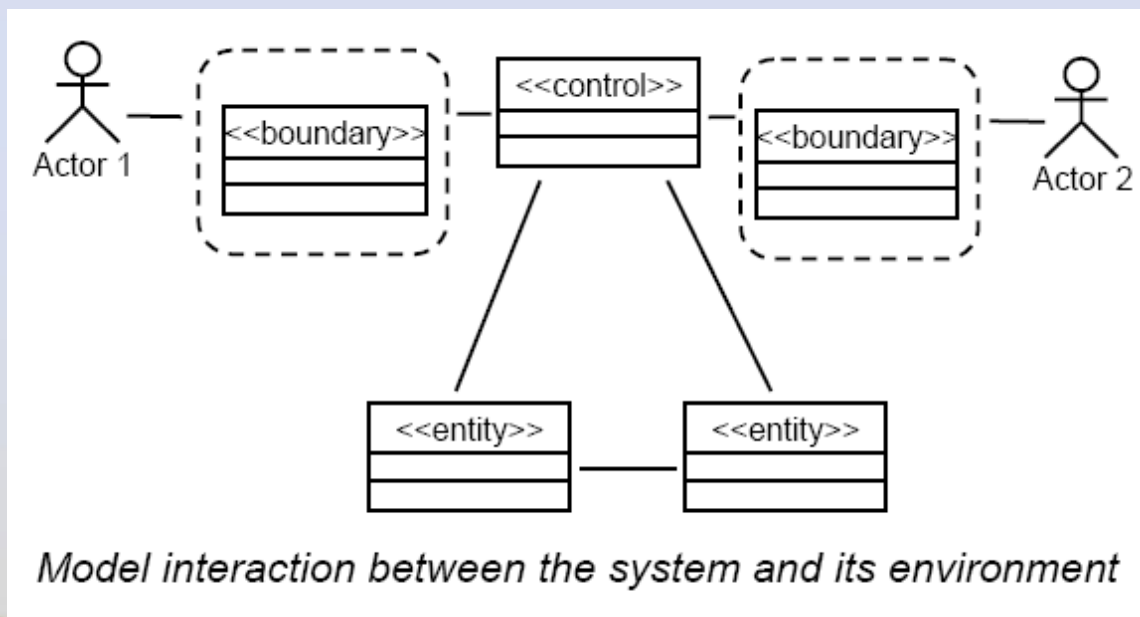 <<control>>
<<boundary>>
<<boundary>>
Actor 1
Actor 2
<<entity>>
<<entity>>
Model interaction between the system and its environment